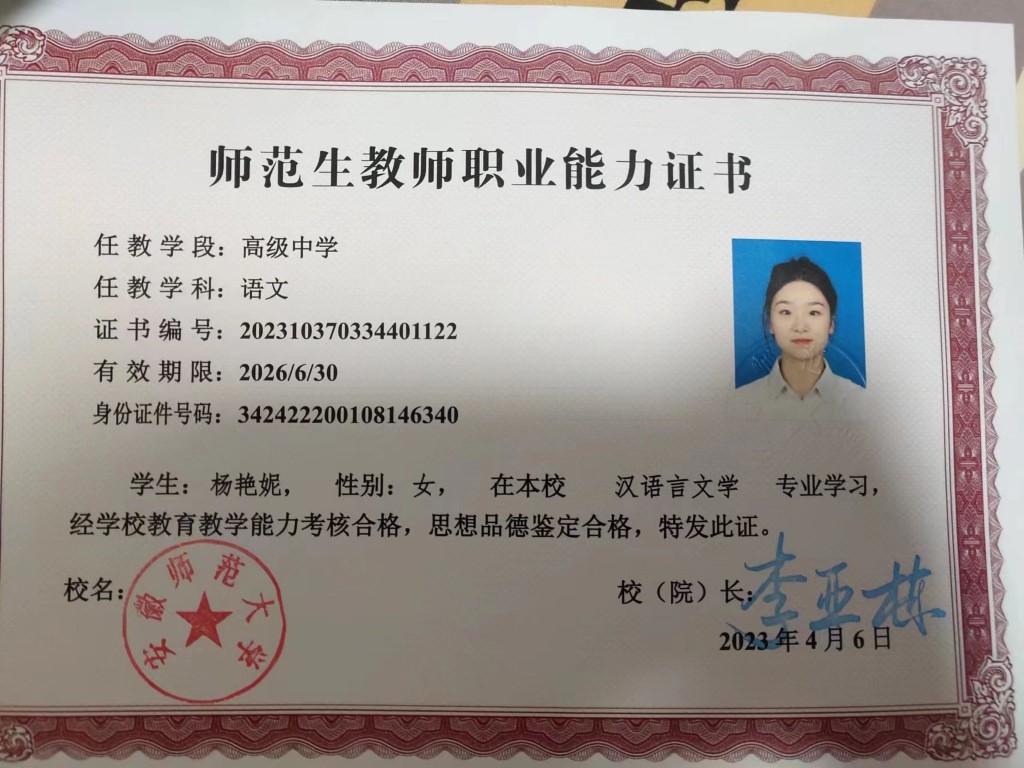 师范生教师职业能力证书
任教学段：高级中学
任教学科：语文
证书编号：202310370334401122
有效期限：2026/6/30
身份证件号码：342422200108146340
学生：杨艳妮， 性别：女， 在本校 汉语言文学 专业学习，
经学校教育教学能力考核合格，思想品德鉴定合格，特发此证。
校名：
安徽师范大学
校（院）长：李亚栋
2023年4月6日